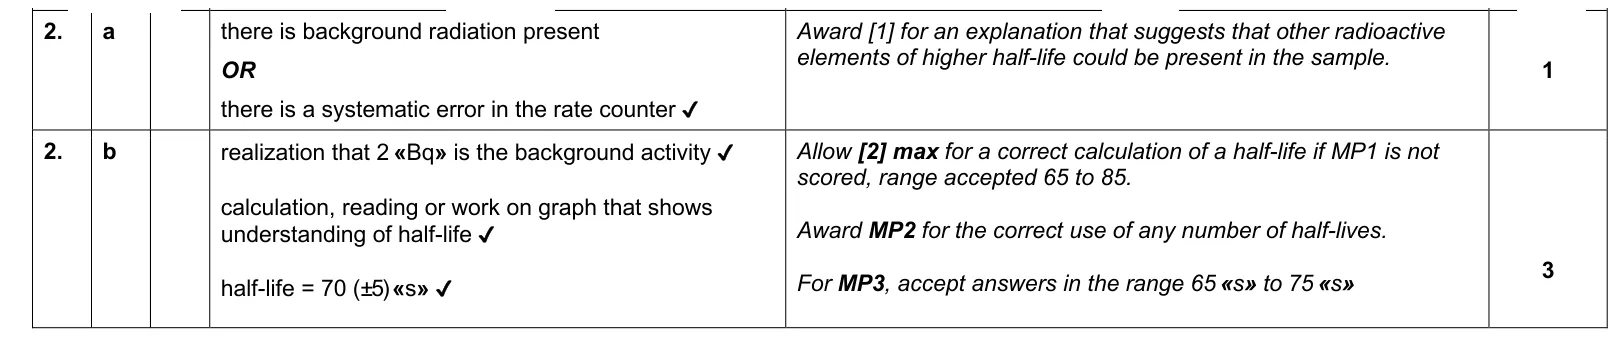 2. a there is background radiation present Award [1] for an explanation that suggests that other radioactive
elements of higher half-life could be present in the sample.
OR
1
there is a systematic error in the rate counter ✓
2. b realization that 2 «Bq» is the background activity ✓ Allow [2] max for a correct calculation of a half-life if MP1 is not
scored, range accepted 65 to 85.
calculation, reading or work on graph that shows
understanding of half-life ✓
Award MP2 for the correct use of any number of half-lives.
half-life = 70 (±5) «s» ✓
For MP3, accept answers in the range 65 «s» to 75 «s»
3